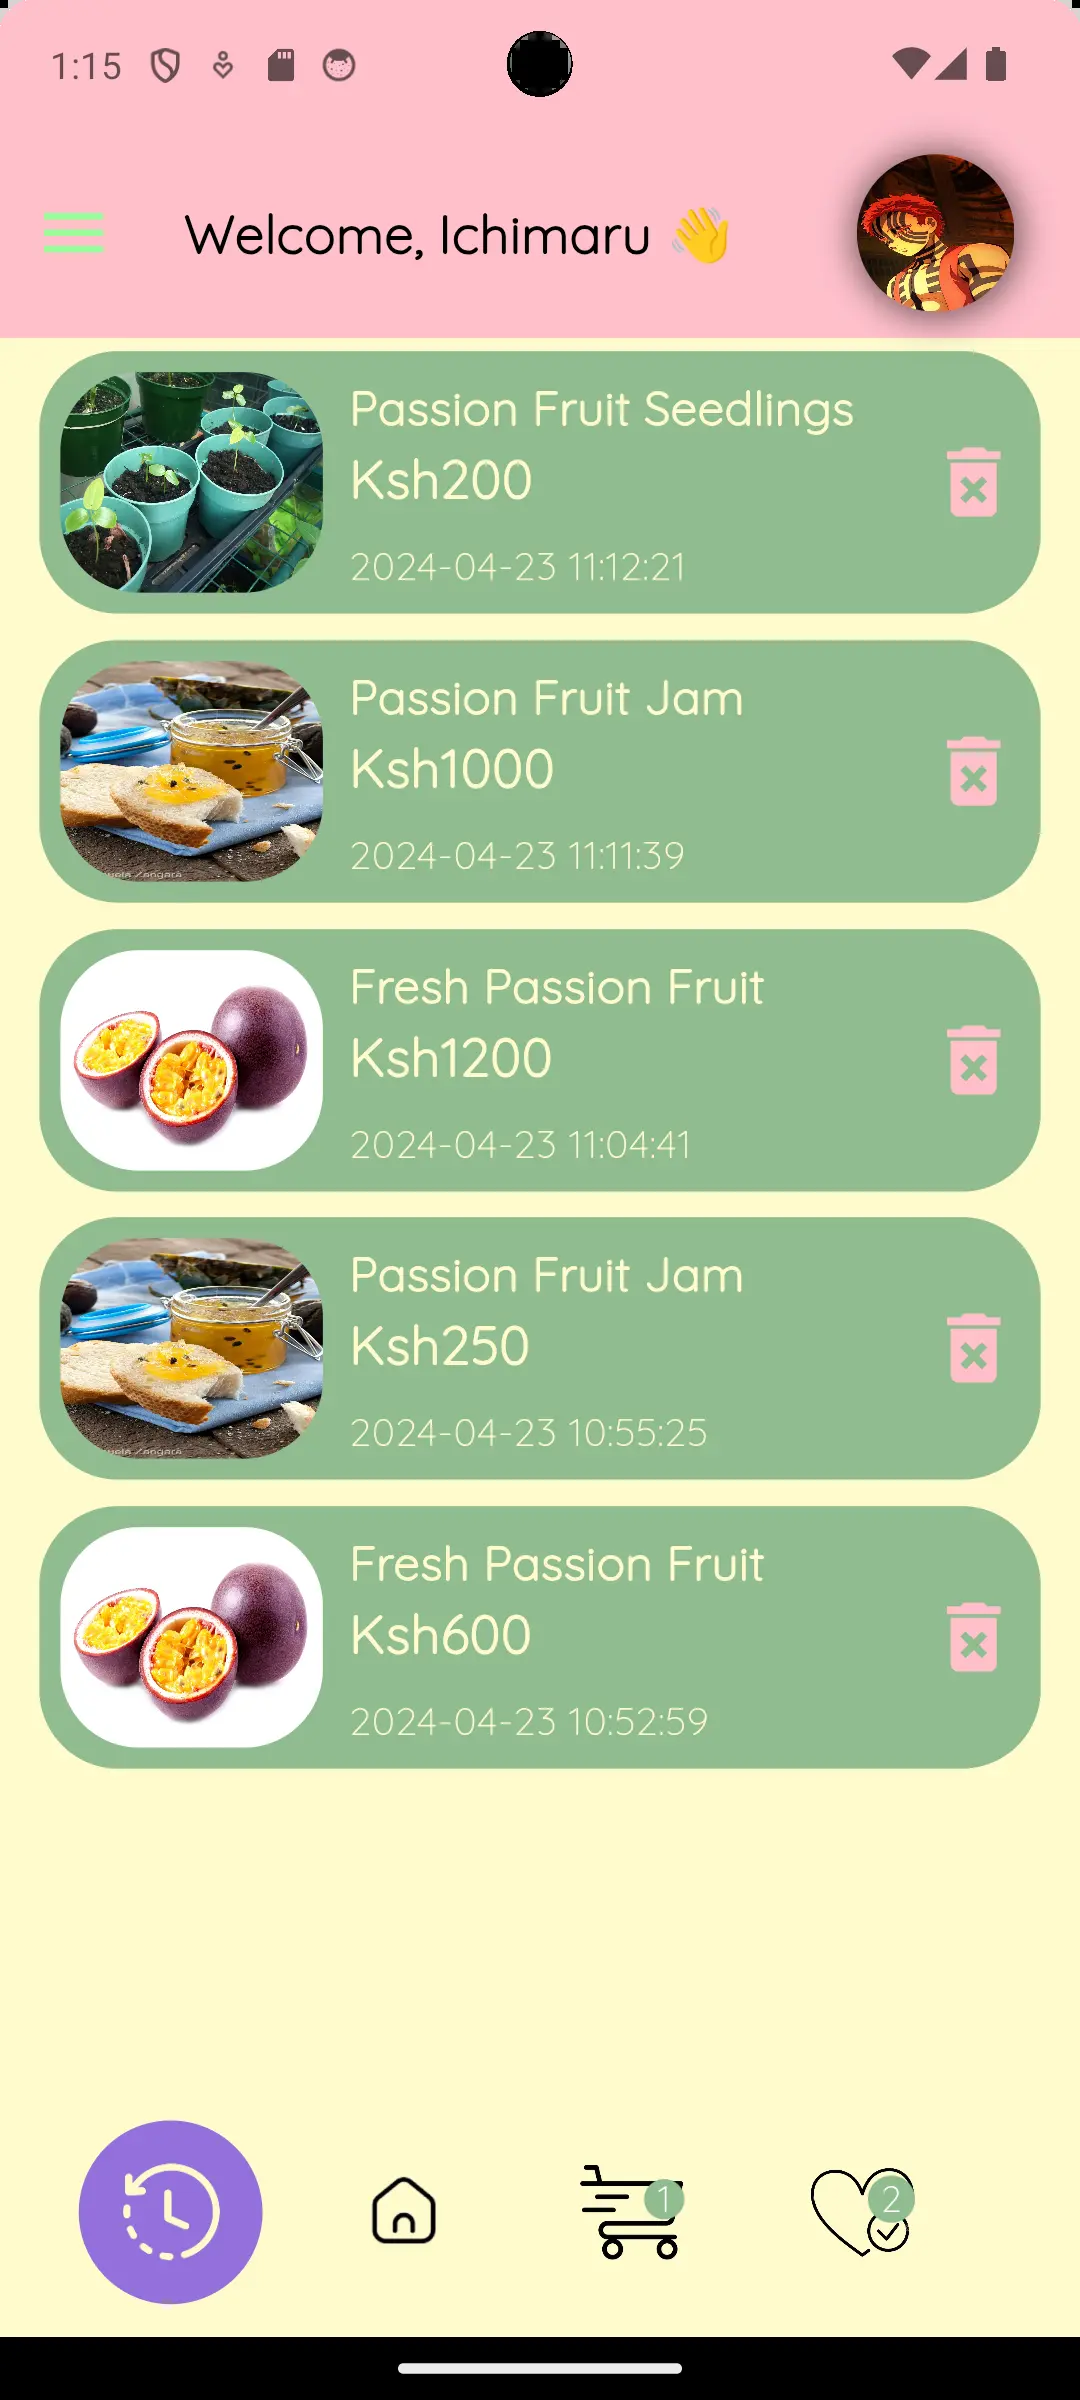 1:15
Welcome, Ichimaru 👋
Passion Fruit Seedlings
Ksh200
2024-04-23 11:12:21
Passion Fruit Jam
Ksh1000
2024-04-23 11:11:39
Fresh Passion Fruit
Ksh1200
2024-04-23 11:04:41
Passion Fruit Jam
Ksh250
2024-04-23 10:55:25
Fresh Passion Fruit
Ksh600
2024-04-23 10:52:59
1
2